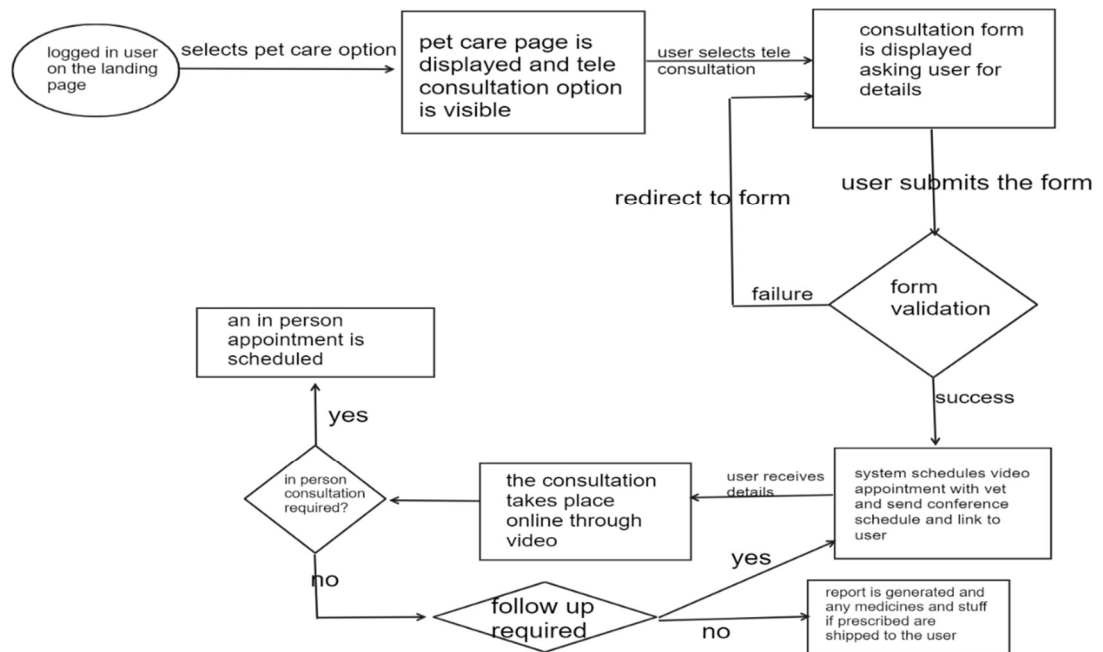 logged in user
on the landing
page
selects pet care option
pet care page is
displayed and tele
consultation option
is visible
user selects tele
consultation
consultation form
is displayed
asking user for
details
user submits the form
redirect to form
form
validation
failure
success
system schedules video
appointment with vet
and send conference
schedule and link to
user
user receives
details
the consultation
takes place
online through
video
in person
consultation
required?
yes
an in person
appointment is
scheduled
no
follow up
required
yes
no
report is generated and
any medicines and stuff
if prescribed are
shipped to the user